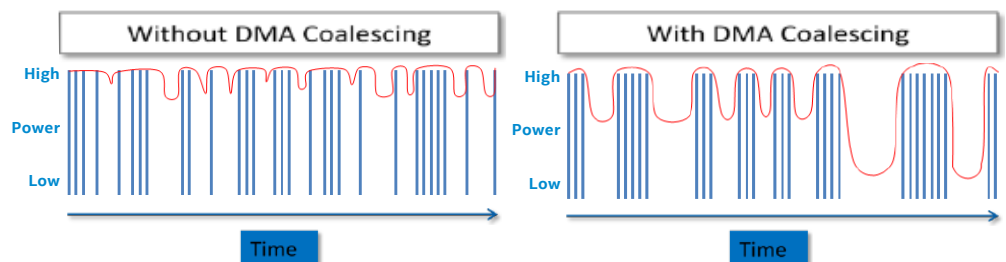 Without DMA Coalescing
High
Power
Low
Time
With DMA Coalescing
High
Power
Low
Time